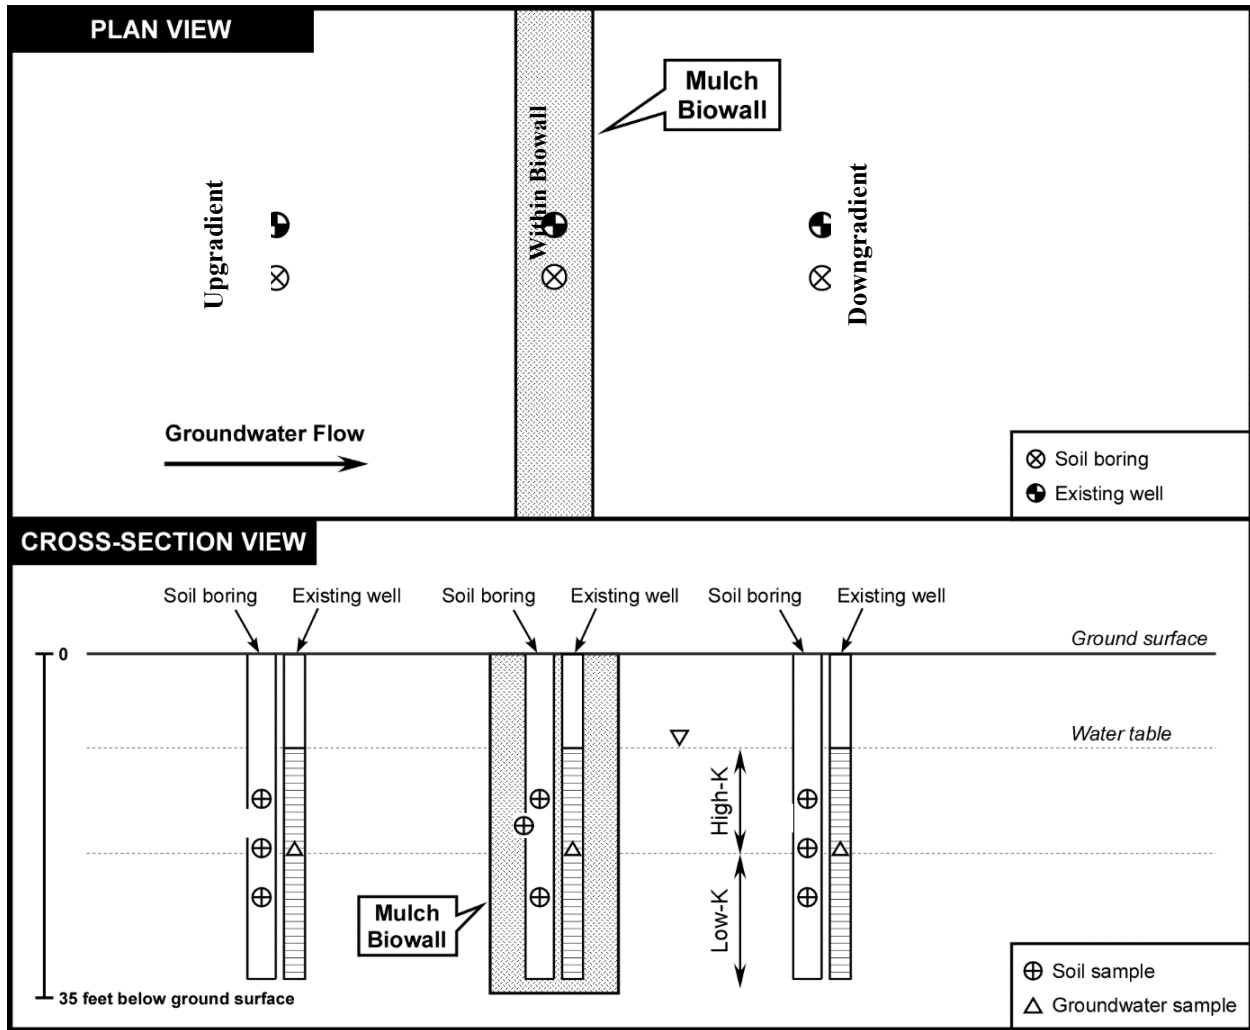 PLAN VIEW
Mulch
Biowall
Within Biowall
Upgradient
Downgradient
Groundwater Flow
Soil boring
Existing well
CROSS-SECTION VIEW
Soil boring
Existing well
Soil boring
Existing well
Soil boring
Existing well
Ground surface
0
Water table
High-K
Low-K
Mulch
Biowall
35 feet below ground surface
Soil sample
Groundwater sample